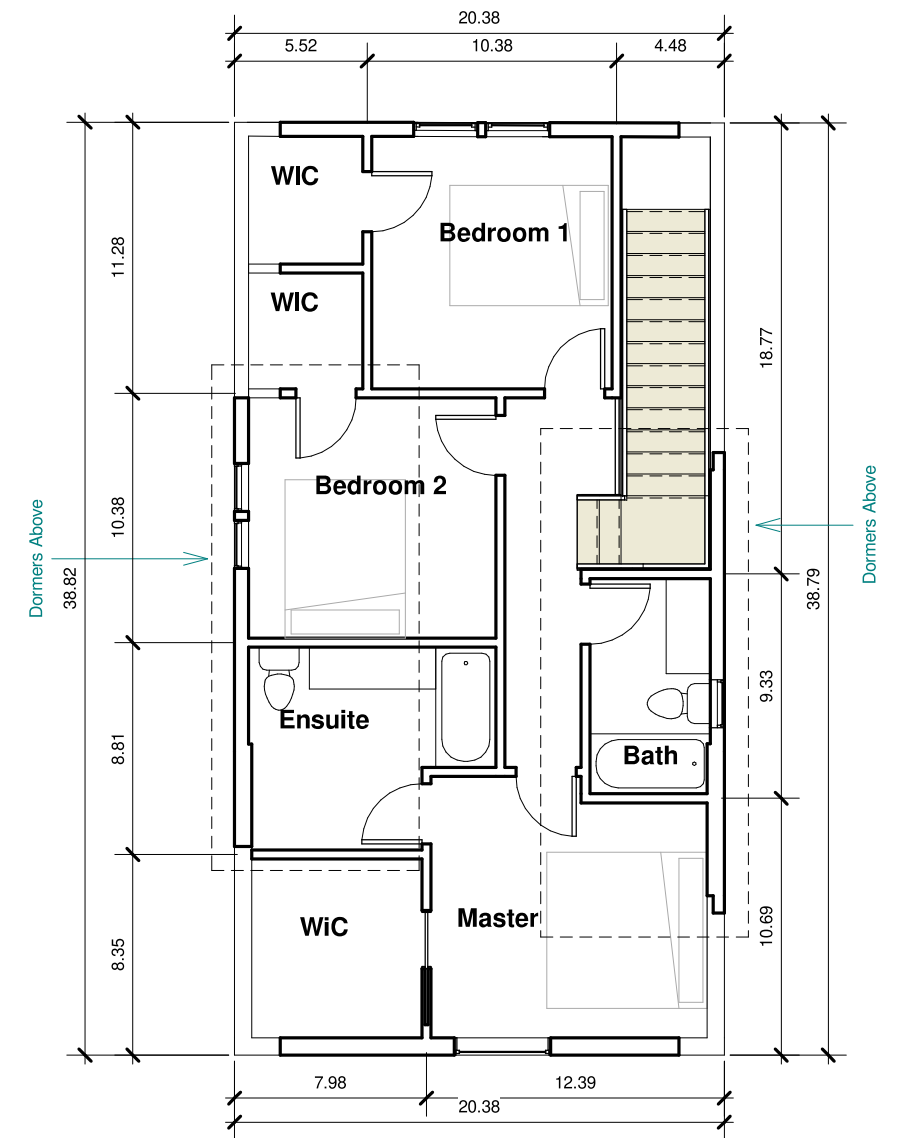 20.38
5.52 10.38 4.48
WIC
Bedroom 1
11.28
WIC
18.77
Bedroom 2
10.38
Dormers Above
Dormers Above
38.82
38.79
9.33
Ensuite
8.81
Bath
Master
WiC
10.69
8.35
7.98 12.39
20.38